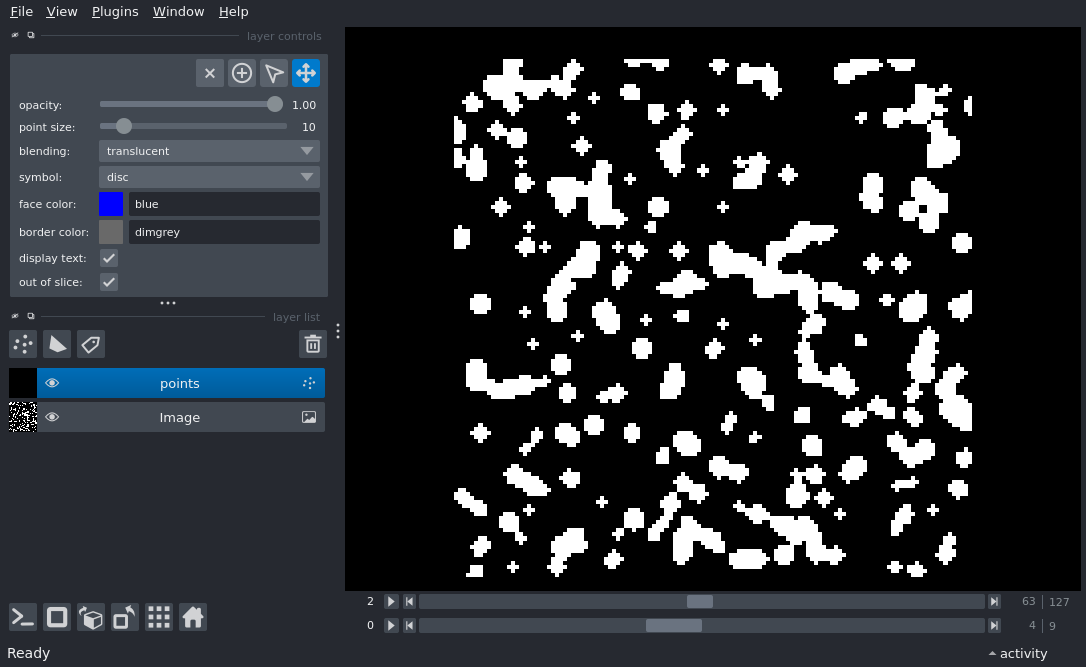 File View Plugins Window Help
layer controls
opacity: 1.00
point size: 10
blending: translucent
symbol: disc
face color: blue
border color: dimgrey
display text:
out of slice:
layer list
points
Image
2 63 127
0 4 9
Ready activity